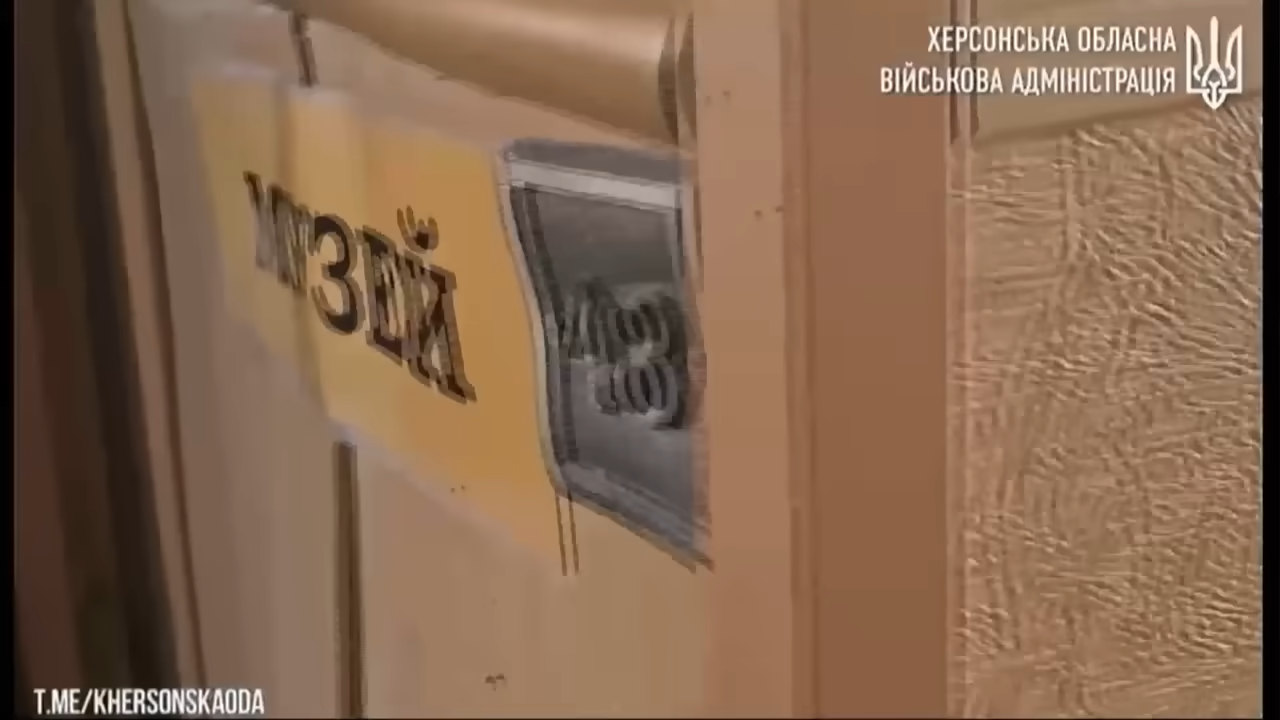 ХЕРСОНСЬКА ОБЛАСНА
ВІЙСЬКОВА АДМІНІСТРАЦІЯ
МУЗЕЙ
T.ME/KHERSONSKAODA